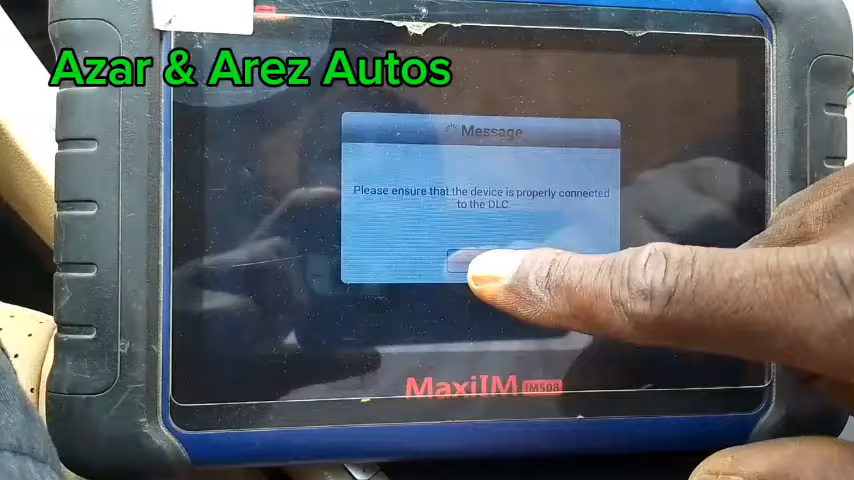 Azar & Arez Autos
Message
Please ensure that the device is properly connected
to the DLC.
MaxiIM IM508